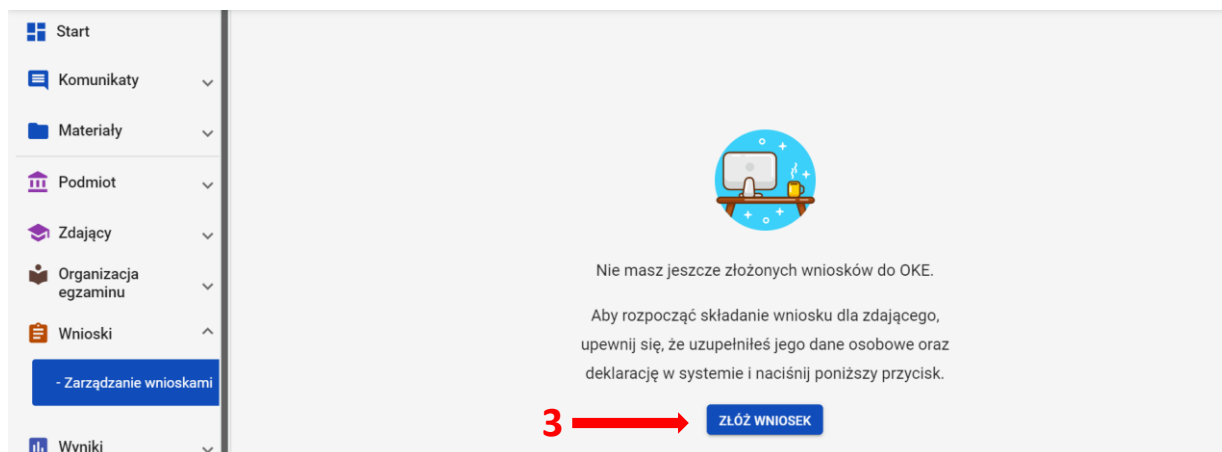 Start
Komunikaty
Materiały
Podmiot
Zdający
Organizacja
egzaminu
Wnioski
- Zarządzanie wnioskami
Wyniki
Nie masz jeszcze złożonych wniosków do OKE.
Aby rozpocząć składanie wniosku dla zdającego,
upewnij się, że uzupełniłeś jego dane osobowe oraz
deklarację w systemie i naciśnij poniższy przycisk.
3
ZŁÓŻ WNIOSEK